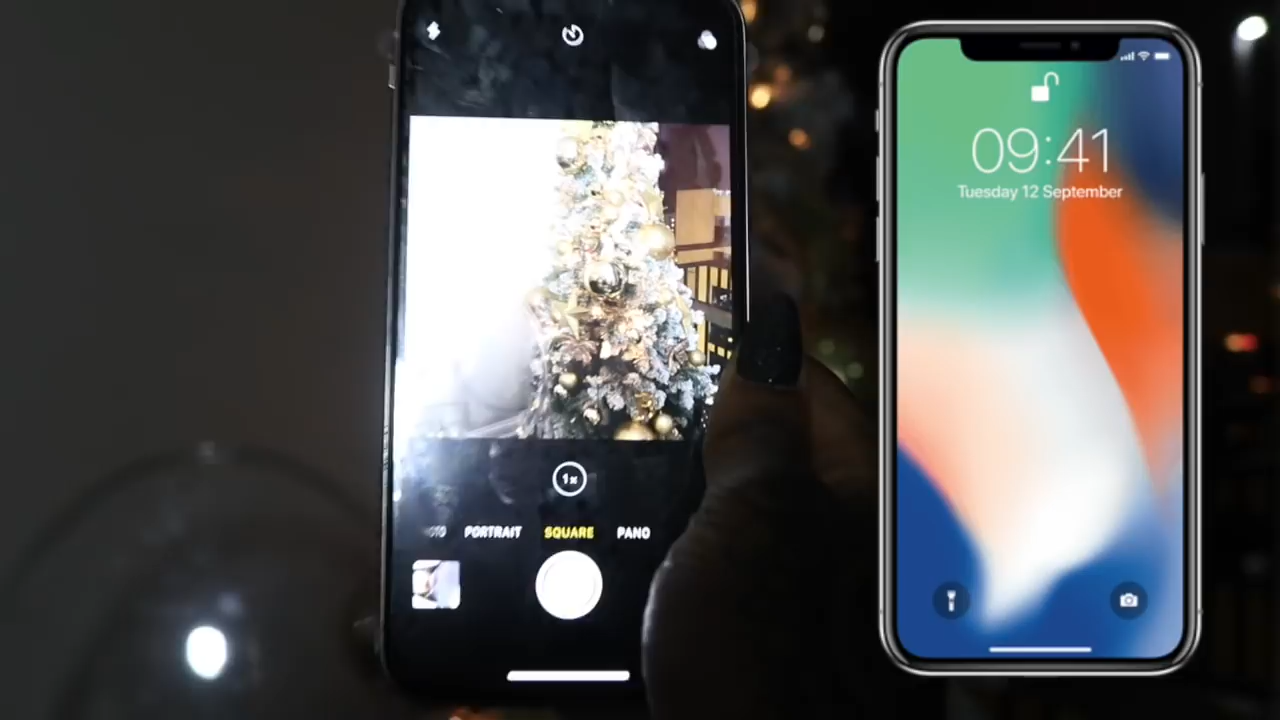 1x
PORTRAIT
SQUARE
PANO
09:41
Tuesday 12 September